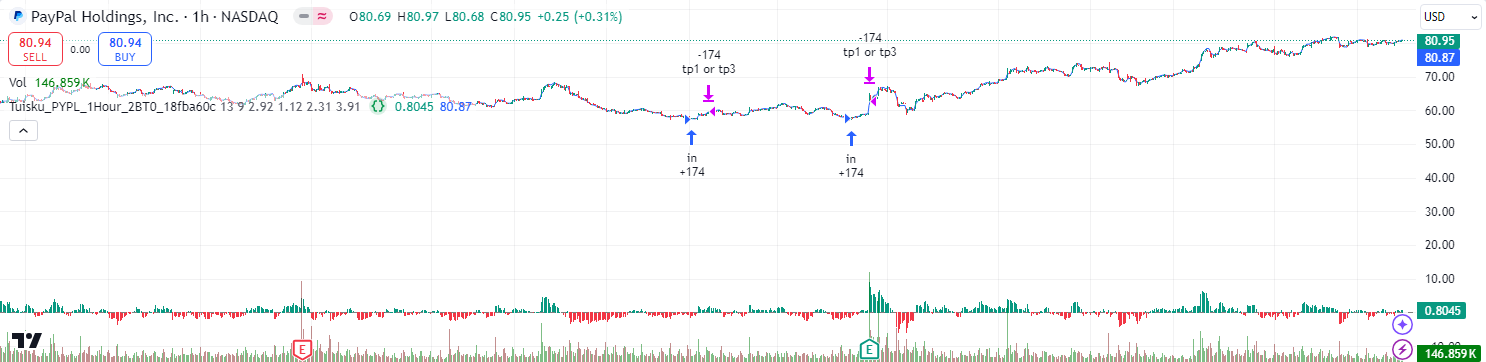 PayPal Holdings, Inc. · 1h · NASDAQ O80.69 H80.97 L80.68 C80.95 +0.25 (+0.31%)
USD
80.94 SELL
0.00
80.94 BUY
Vol 146.859 K
Tuisku_PYPL_1Hour_2BT0_18fba60c 13 9 2.92 1.12 2.31 3.91 {} 0.8045 80.87
-174
tp1 or tp3
-174
tp1 or tp3
in
+174
in
+174
80.95
80.87
70.00
60.00
50.00
40.00
30.00
20.00
10.00
0.8045
146.859 K
E
E